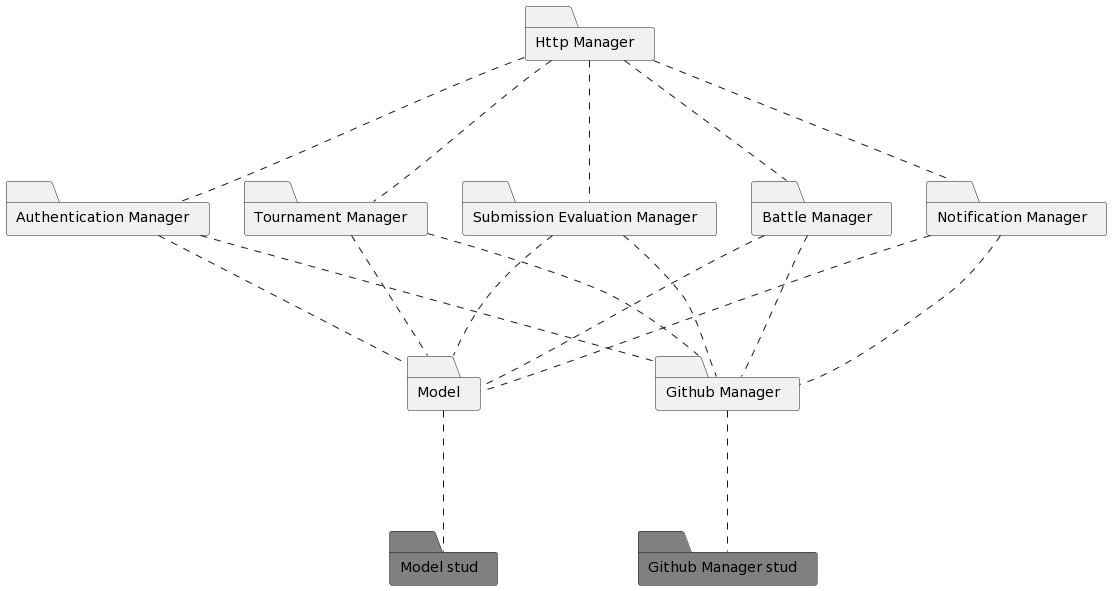 Http Manager
Authentication Manager
Tournament Manager
Submission Evaluation Manager
Battle Manager
Notification Manager
Model
Github Manager
Model stud
Github Manager stud